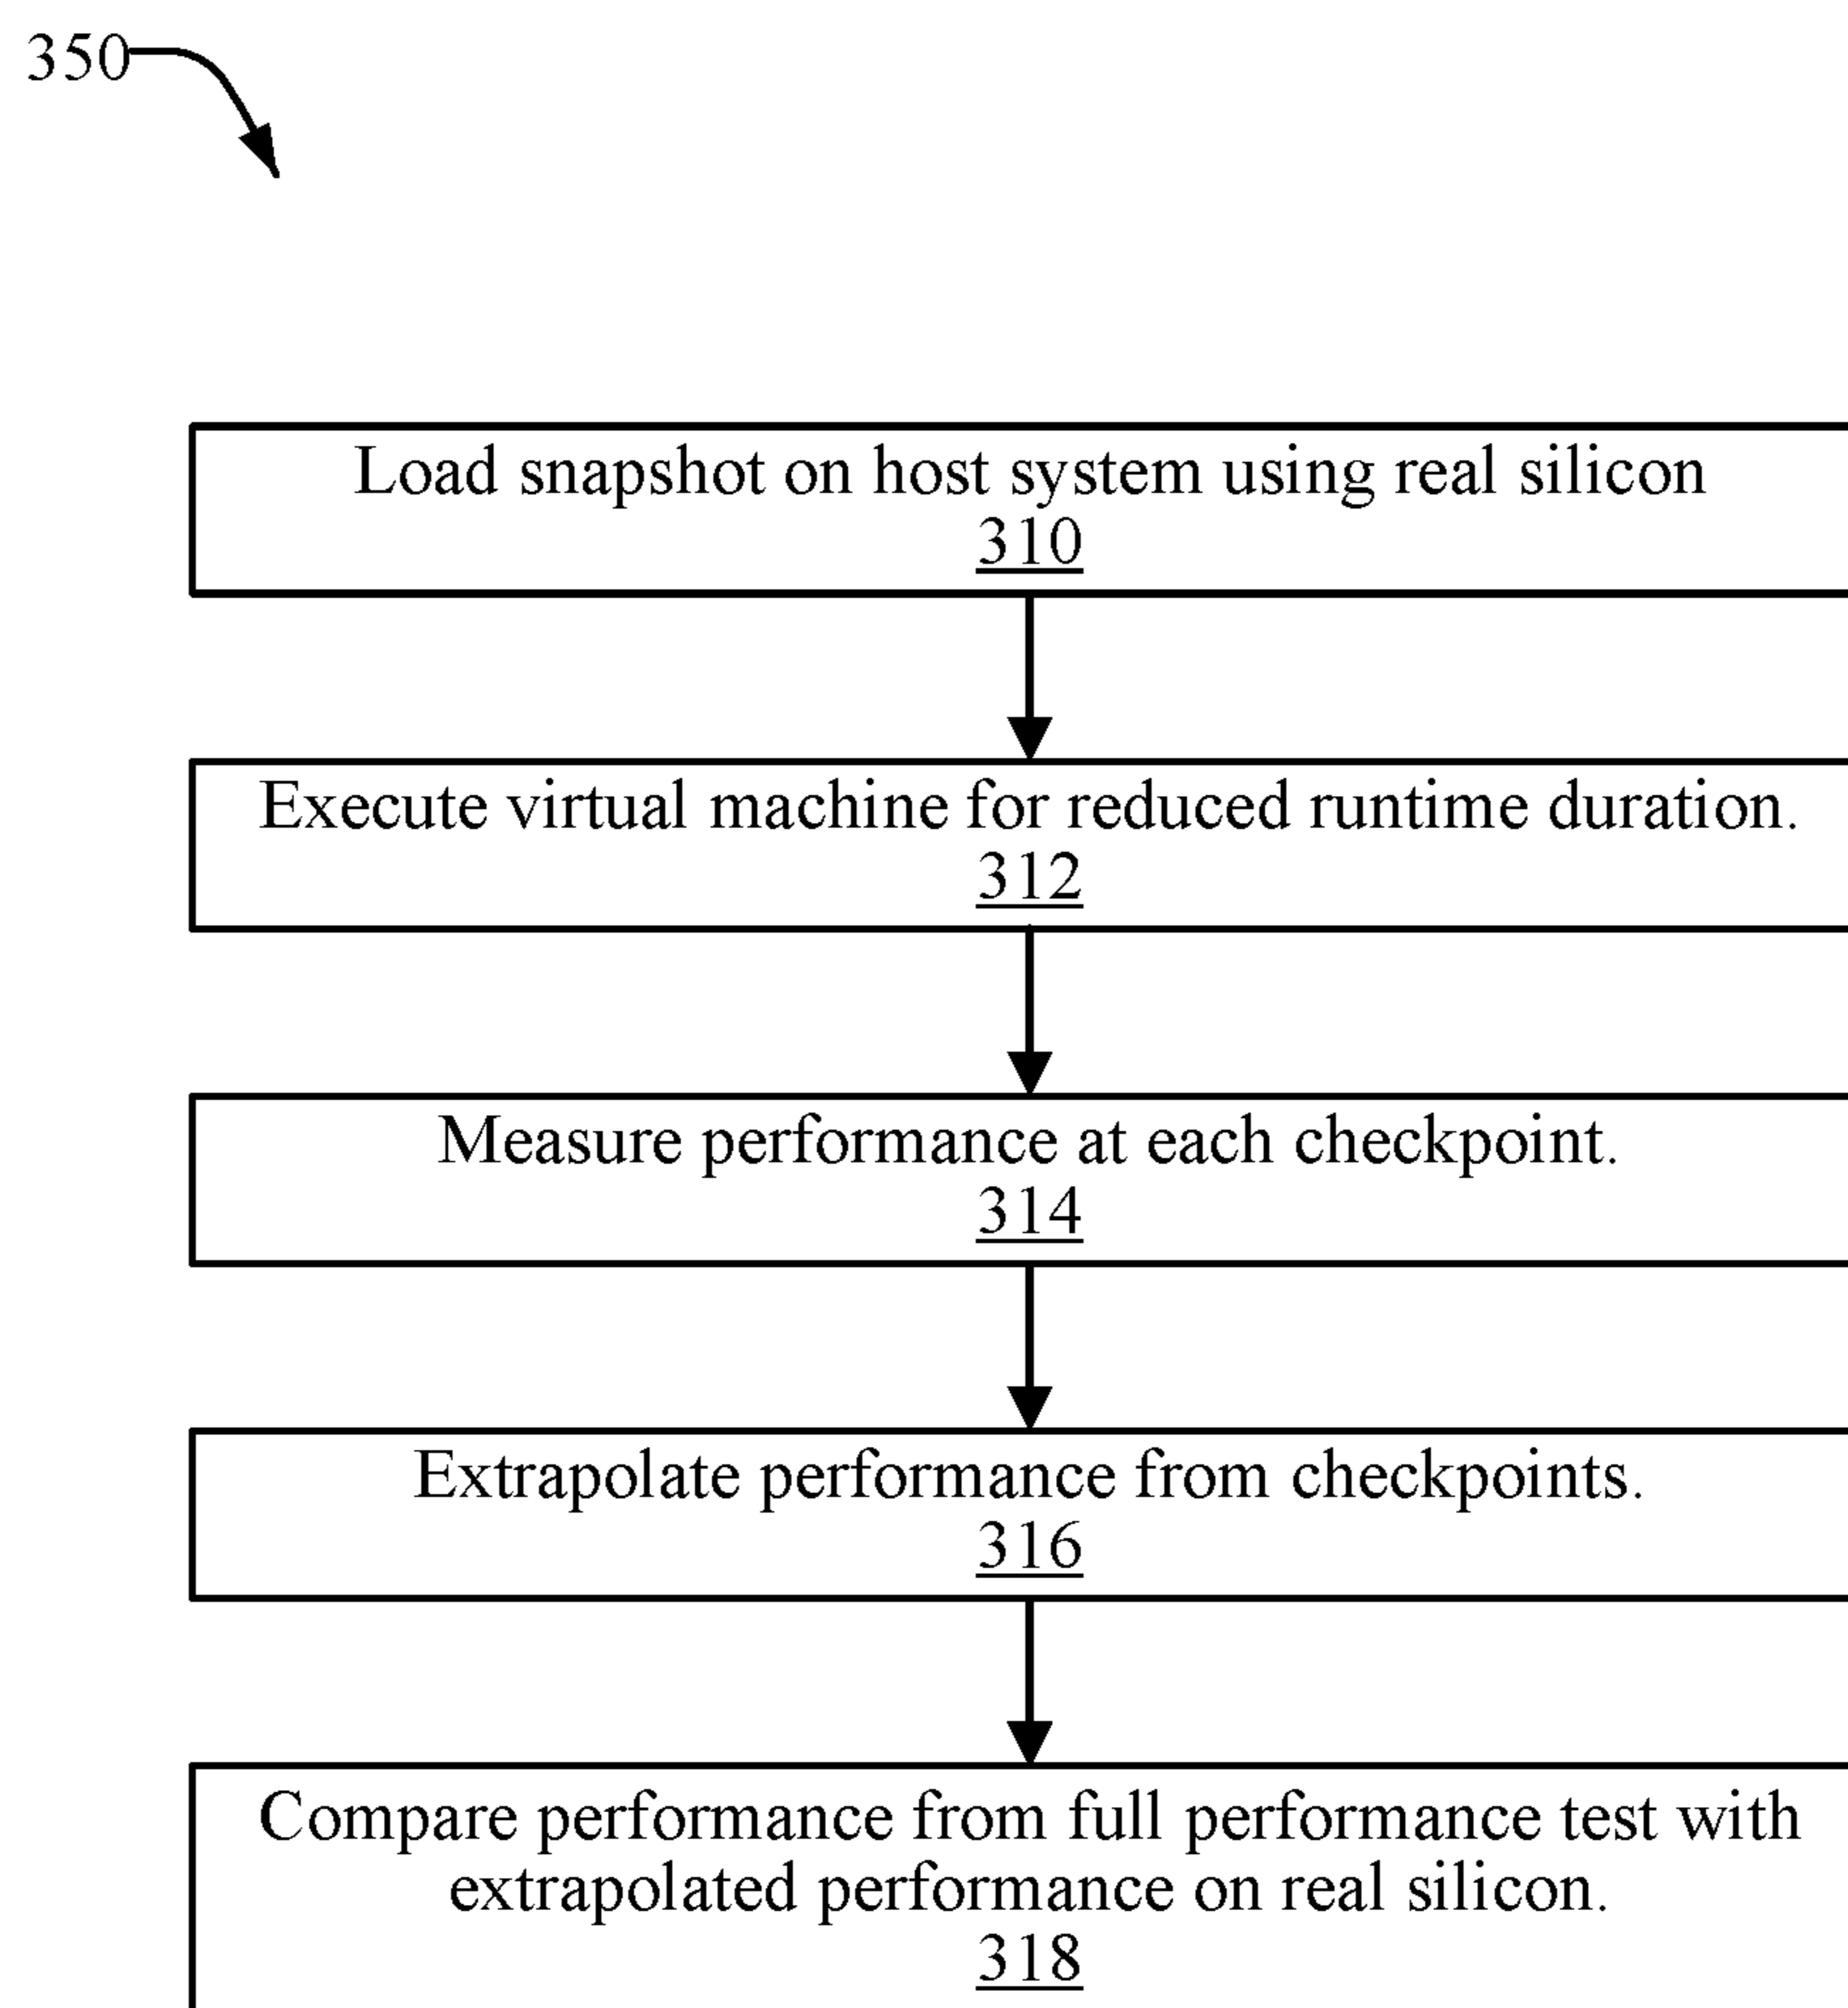 350
Load snapshot on host system using real silicon
310
Execute virtual machine for reduced runtime duration.
312
Measure performance at each checkpoint.
314
Extrapolate performance from checkpoints.
316
Compare performance from full performance test with
extrapolated performance on real silicon.
318